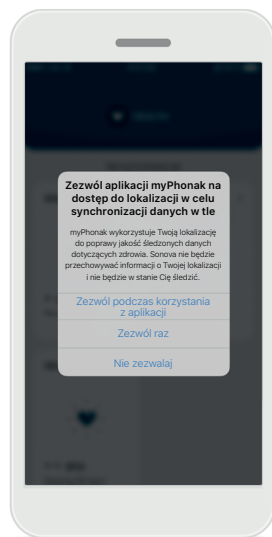 Zezwól aplikacji myPhonak na
dostęp do lokalizacji w celu
synchronizacji danych w tle
myPhonak wykorzystuje Twoją lokalizację
do poprawy jakość śledzonych danych
dotyczących zdrowia. Sonova nie będzie
przechowywać informacji o Twojej lokalizacji
i nie będzie w stanie Cię śledzić.
Zezwól podczas korzystania
z aplikacji
Zezwól raz
Nie zezwalaj